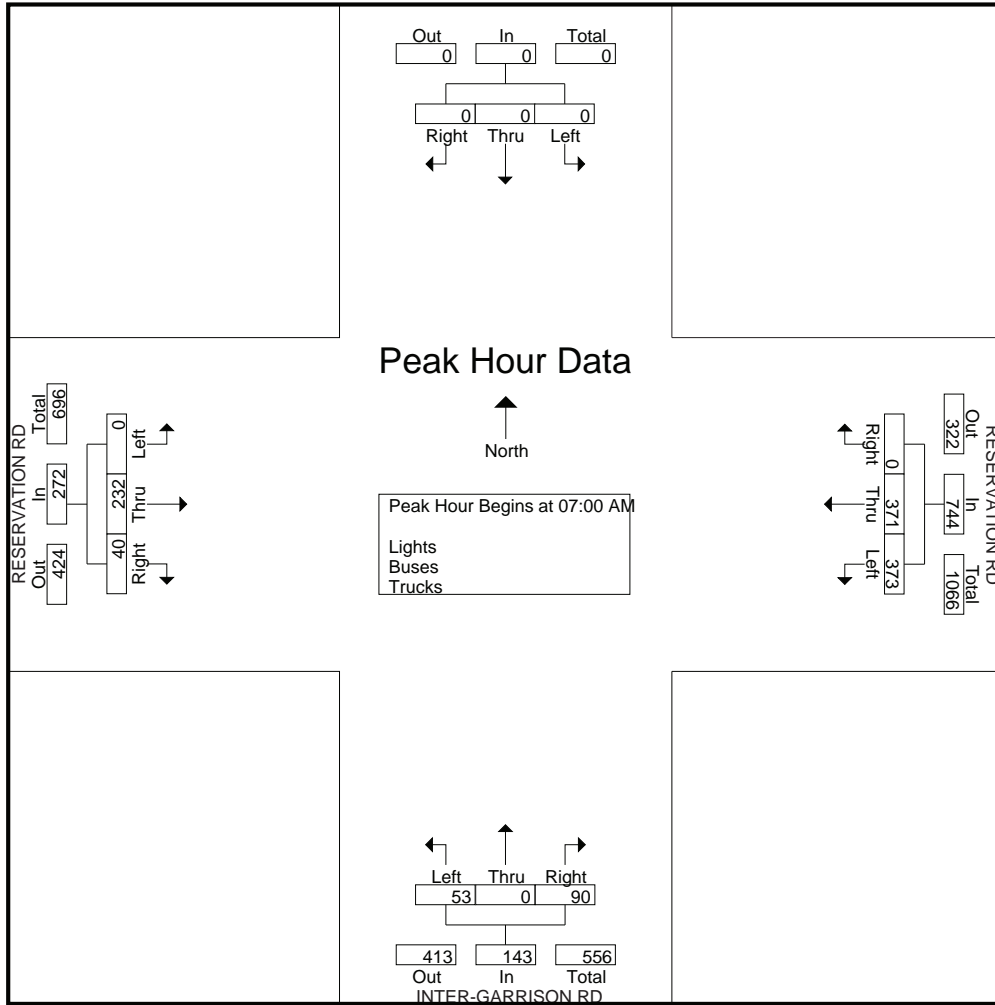 Out In Total
0 0 0
0 0 0
Right Thru Left
Peak Hour Data
North
Peak Hour Begins at 07:00 AM
Lights
Buses
Trucks
RESERVATION RD
Total In Out
696 272 424
0 232 40
Left Thru Right
RESERVATION RD
Out In Total
322 744 1066
0 371 373
Right Thru Left
Left Thru Right
53 0 90
413 143 556
Out In Total
INTER-GARRISON RD